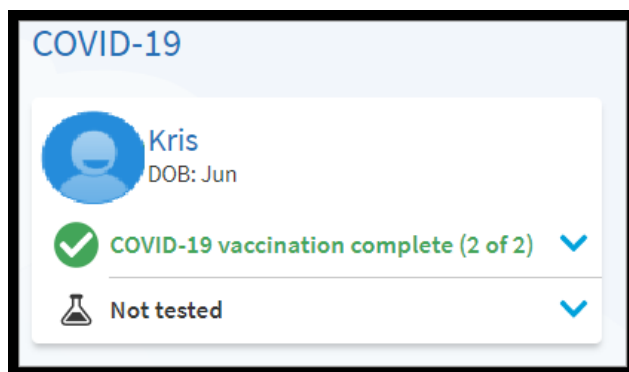 COVID-19
Kris
DOB: Jun
COVID-19 vaccination complete (2 of 2)
Not tested